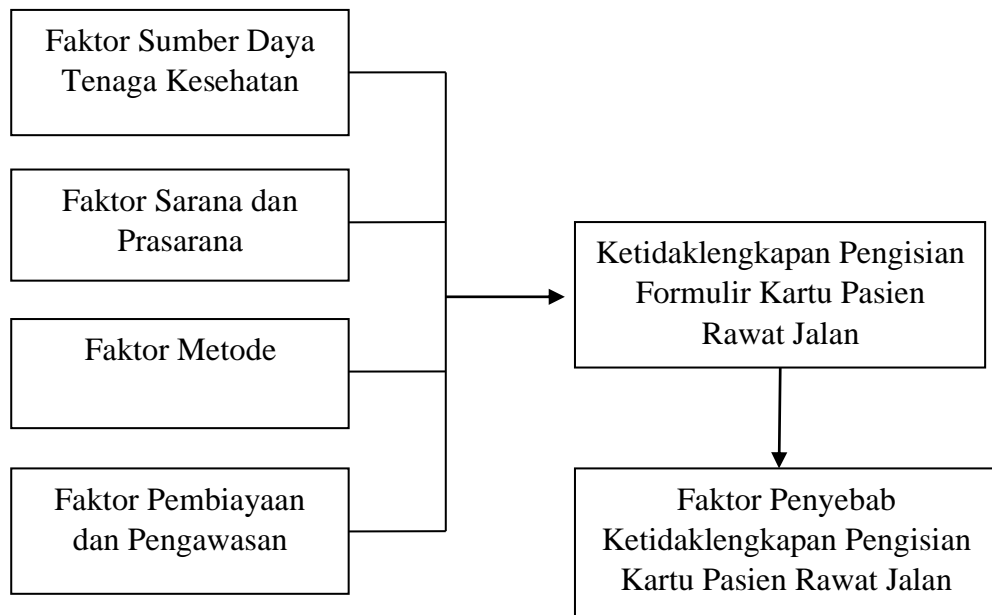 Faktor Sumber Daya
Tenaga Kesehatan
Faktor Sarana dan
Prasarana
Faktor Metode
Faktor Pembiayaan
dan Pengawasan
Ketidaklengkapan Pengisian
Formulir Kartu Pasien
Rawat Jalan
Faktor Penyebab
Ketidaklengkapan Pengisian
Kartu Pasien Rawat Jalan